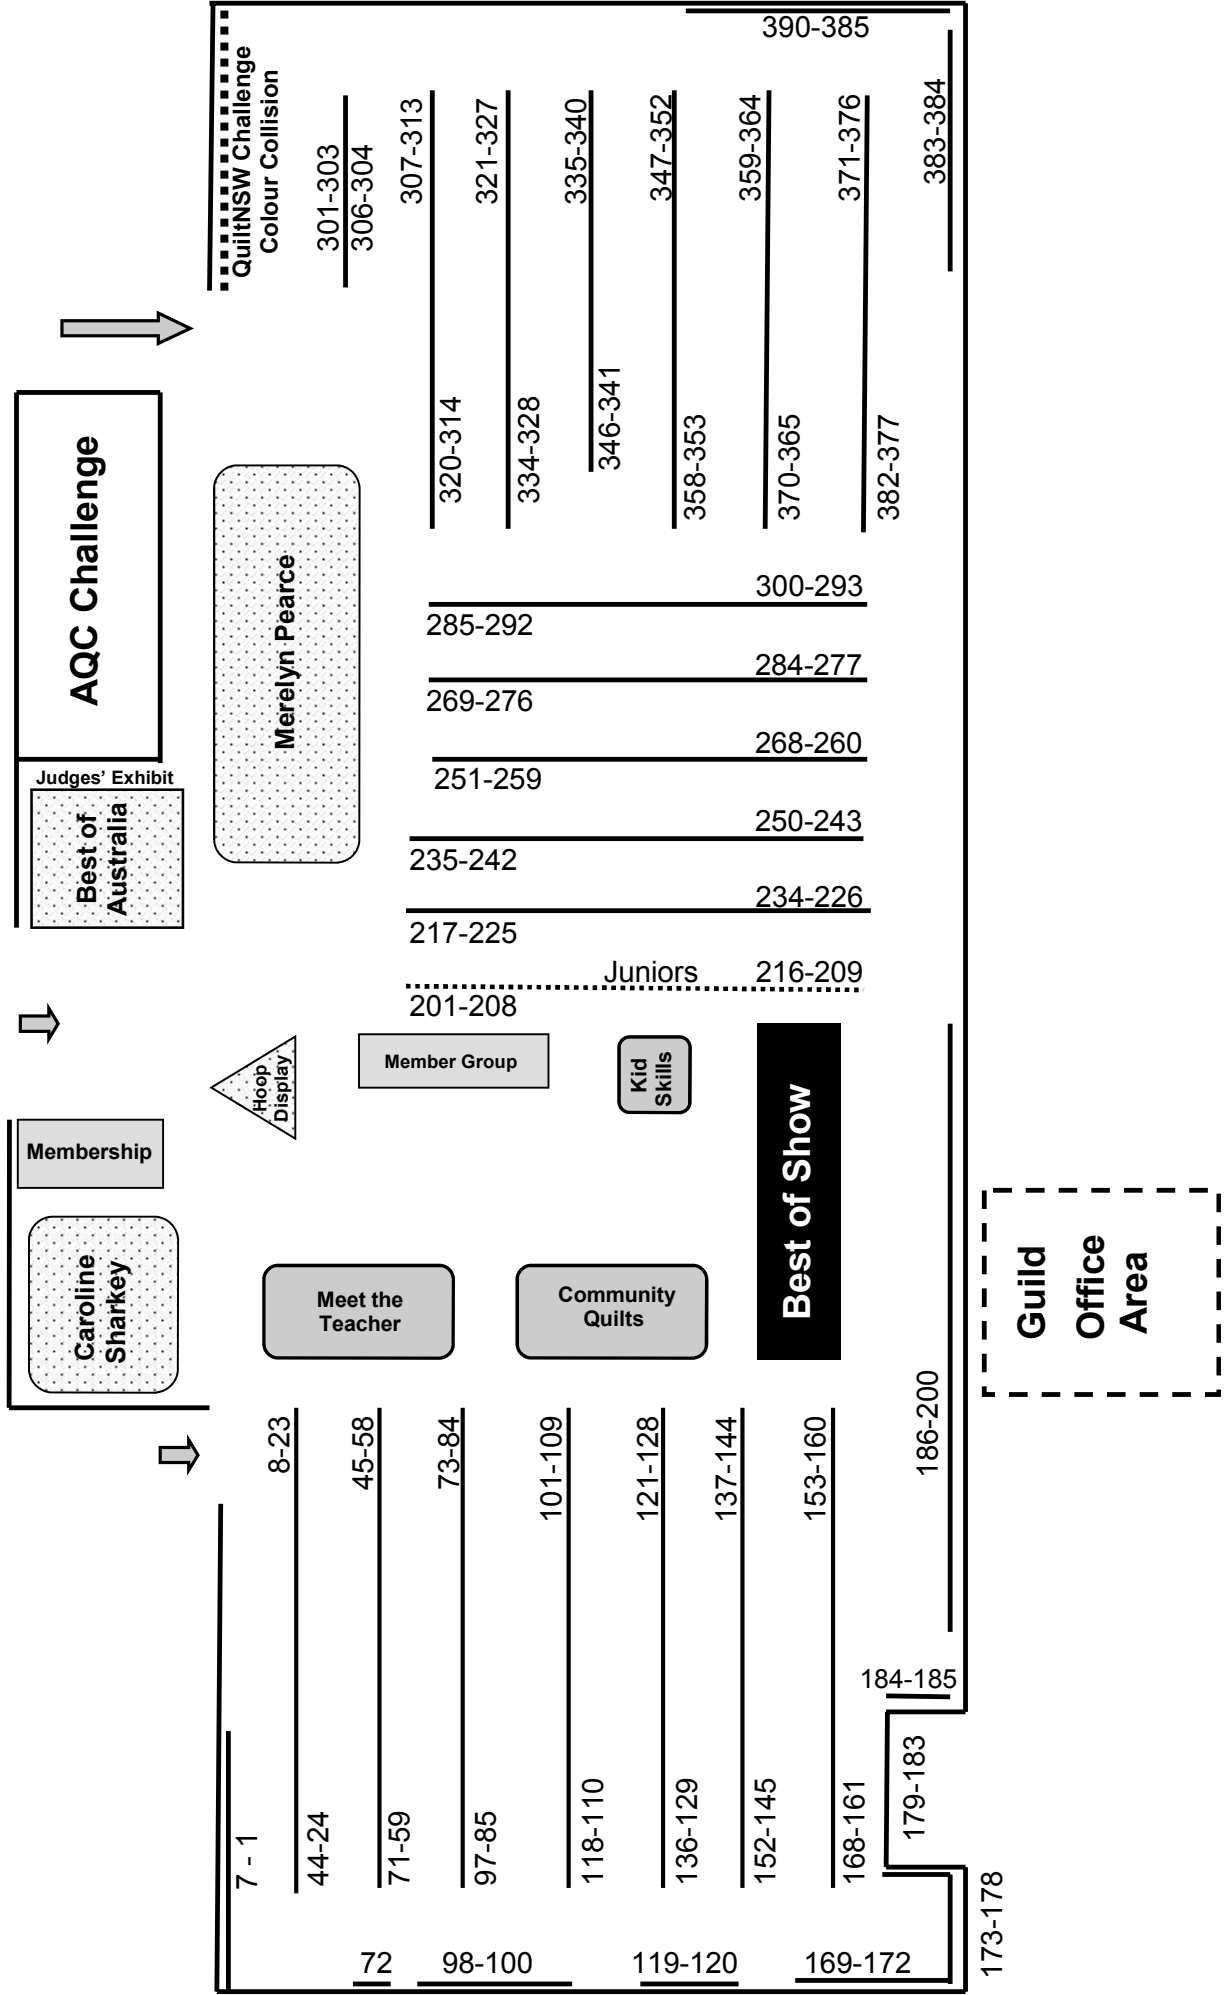 390-385
QuiltNSW Challenge
Colour Collision
301-303
306-304
307-313
321-327
335-340
347-352
359-364
371-376
383-384
320-314
334-328
346-341
358-353
370-365
382-377
AQC Challenge
Merelyn Pearce
300-293
285-292
284-277
269-276
268-260
251-259
Judges’ Exhibit
Best of
Australia
250-243
235-242
234-226
217-225
Juniors
216-209
201-208
Hoop
Display
Member Group
Kid
Skills
Membership
Caroline
Sharkey
Meet the
Teacher
Community
Quilts
Best of Show
Guild
Office
Area
8-23
45-58
73-84
101-109
121-128
137-144
153-160
186-200
184-185
7 - 1
44-24
71-59
97-85
118-110
136-129
152-145
168-161
179-183
72
98-100
119-120
169-172
173-178